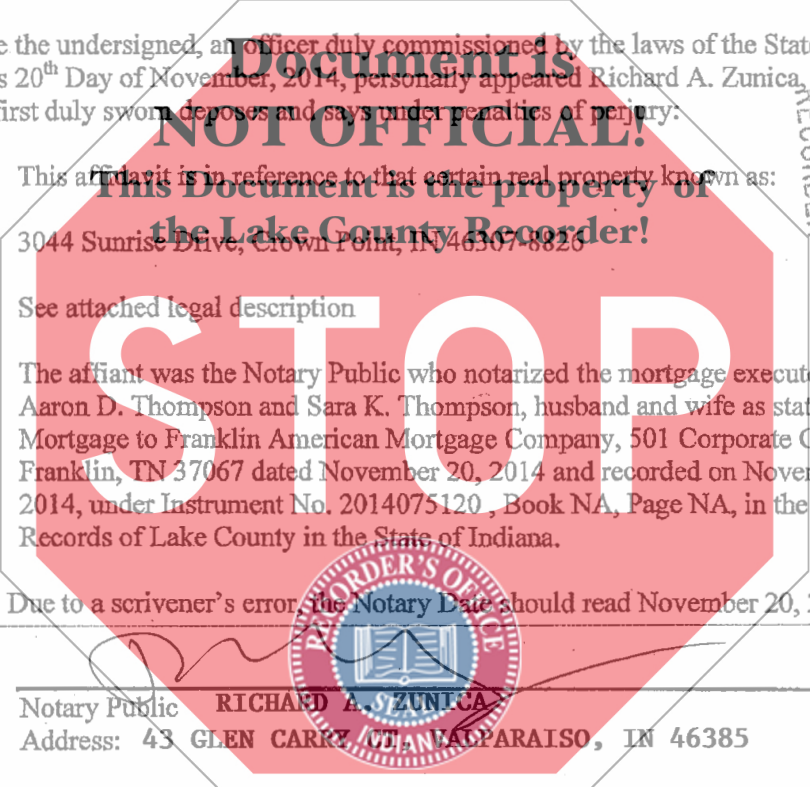 e the undersigned, an officer duly commissioned by the laws of the Stat
Document is
s 20th Day of November, 2014, personally appeared Richard A. Zunica,
first duly sworn deposes and says under penalties of perjury:
NOT OFFICIAL!
This affidavit is in reference to that certain real property known as:
This Document is the property of
the Lake County Recorder!
3044 Sunrise Drive, Crown Point, IN 46307-8826
See attached legal description
STOP
The affiant was the Notary Public who notarized the mortgage execut
Aaron D. Thompson and Sara K. Thompson, husband and wife as stat
Mortgage to Franklin American Mortgage Company, 501 Corporate C
Franklin, TN 37067 dated November 20, 2014 and recorded on Nover
2014, under Instrument No. 2014075120 , Book NA, Page NA, in the
Records of Lake County in the State of Indiana.
Due to a scrivener's error, the Notary Date should read November 20,
RECORDER'S OFFICE
SEAL
INDIANA
Notary Public RICHARD A. ZUNICA
Address: 43 GLEN CARRY CT, VALPARAISO, IN 46385